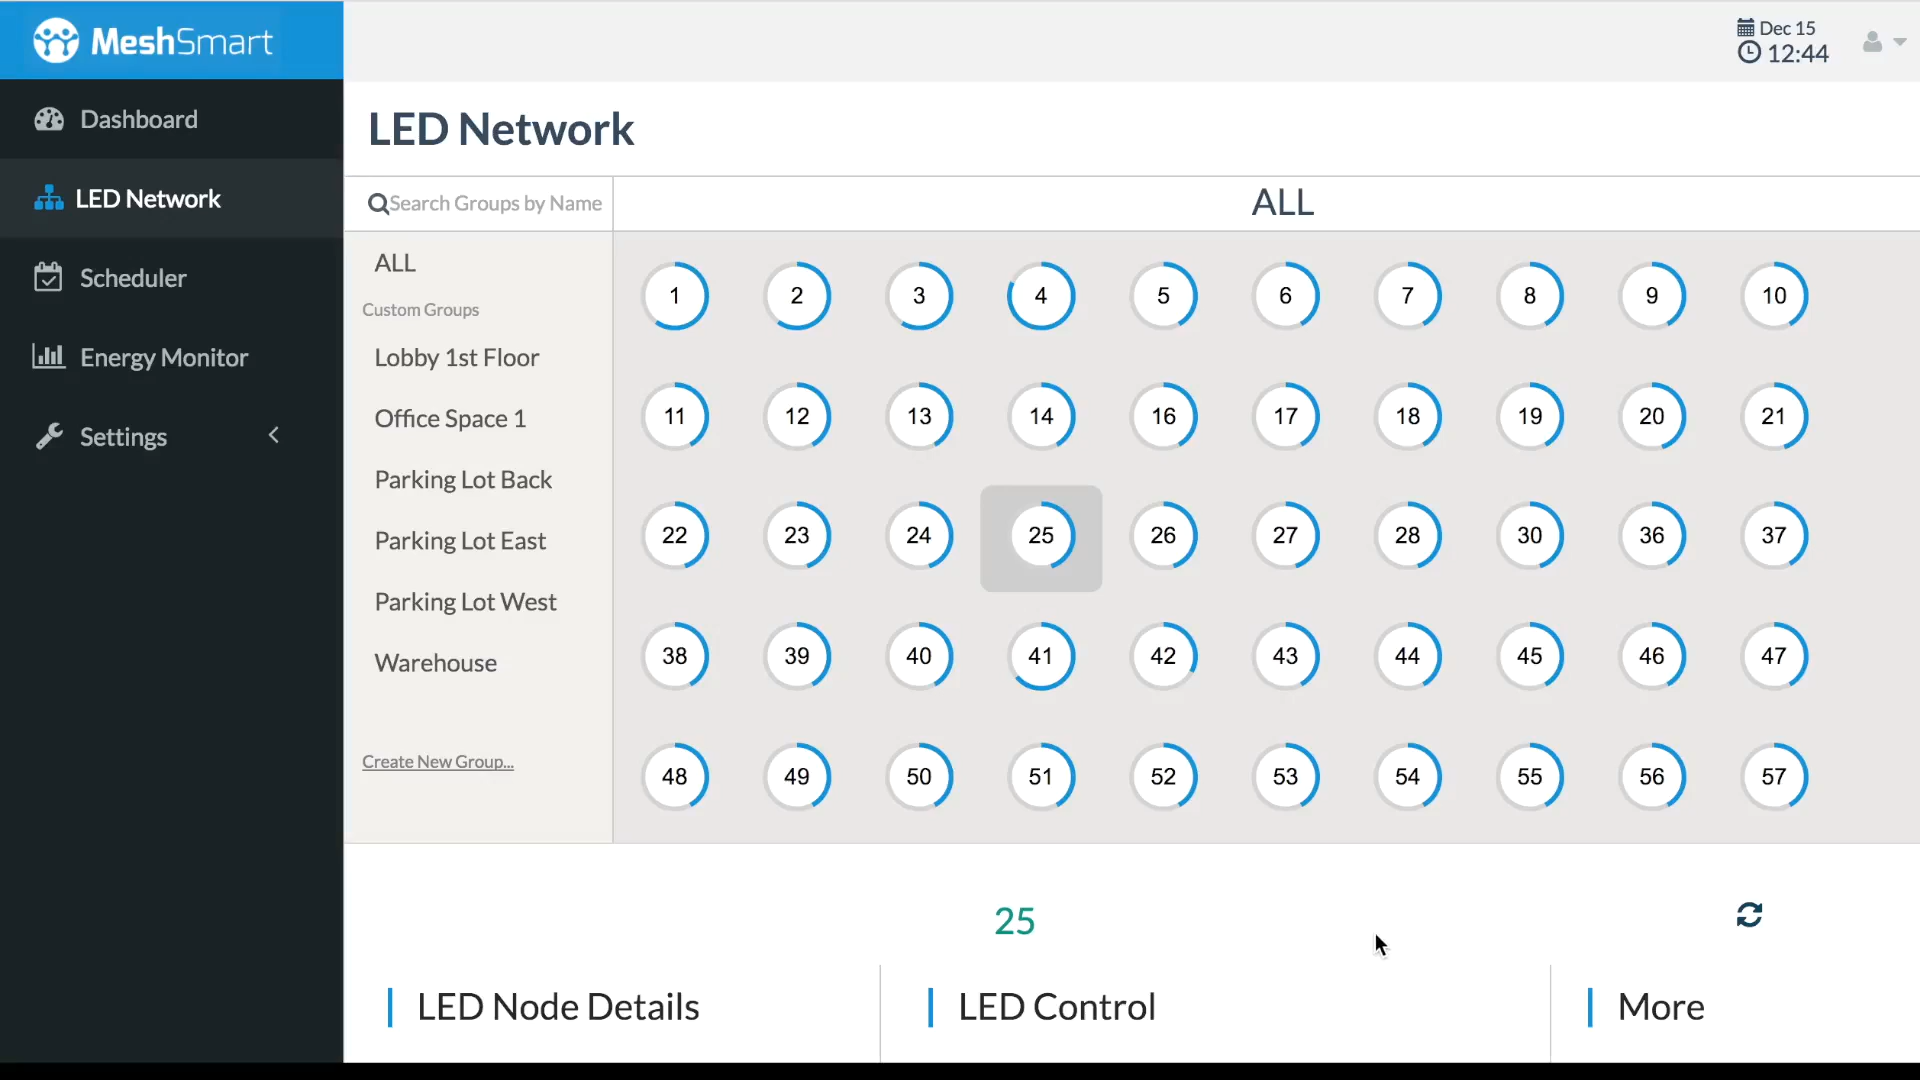 MeshSmart
Dec 15
12:44
Dashboard
LED Network
Scheduler
Energy Monitor
Settings
LED Network
Search Groups by Name
ALL
ALL
Custom Groups
Lobby 1st Floor
Office Space 1
Parking Lot Back
Parking Lot East
Parking Lot West
Warehouse
Create New Group...
1 2 3 4 5 6 7 8 9 10
11 12 13 14 16 17 18 19 20 21
22 23 24 25 26 27 28 30 36 37
38 39 40 41 42 43 44 45 46 47
48 49 50 51 52 53 54 55 56 57
25
LED Node Details
LED Control
More